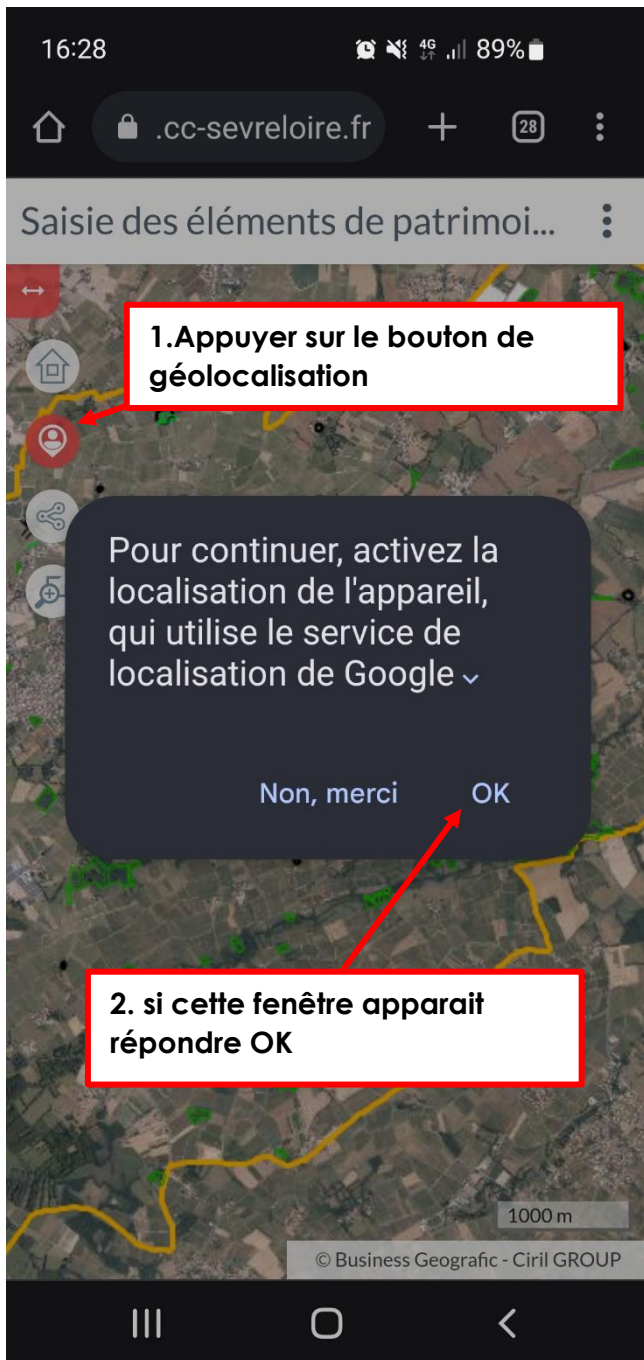 16:28
4G
89%
.cc-sevreloire.fr
28
Saisie des éléments de patrimoi...
1.Appuyer sur le bouton de
géolocalisation
Pour continuer, activez la
localisation de l'appareil,
qui utilise le service de
localisation de Google
Non, merci
OK
2. si cette fenêtre apparait
répondre OK
1000 m
© Business Geografic - Ciril GROUP